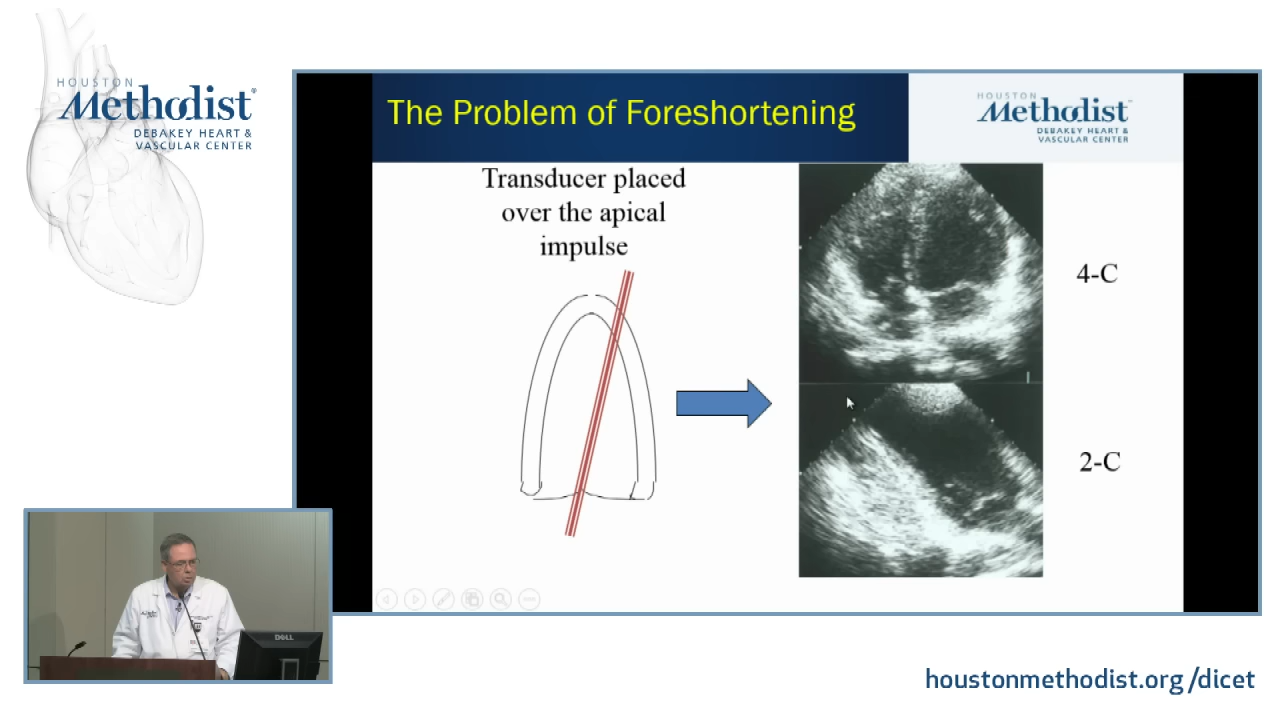 HOUSTON
Methodist®
DEBAKEY HEART &
VASCULAR CENTER
The Problem of Foreshortening
HOUSTON
Methodist
DEBAKEY HEART &
VASCULAR CENTER
Transducer placed
over the apical
impulse
4-C
2-C
DELL
houstonmethodist.org/dicet